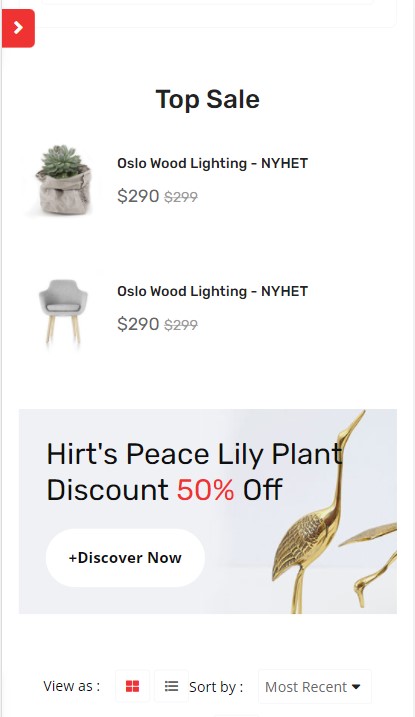 Top Sale
Oslo Wood Lighting - NYHET
$290 $299
Oslo Wood Lighting - NYHET
$290 $299
Hirt's Peace Lily Plant
Discount 50% Off
+Discover Now
View as :
Sort by :
Most Recent